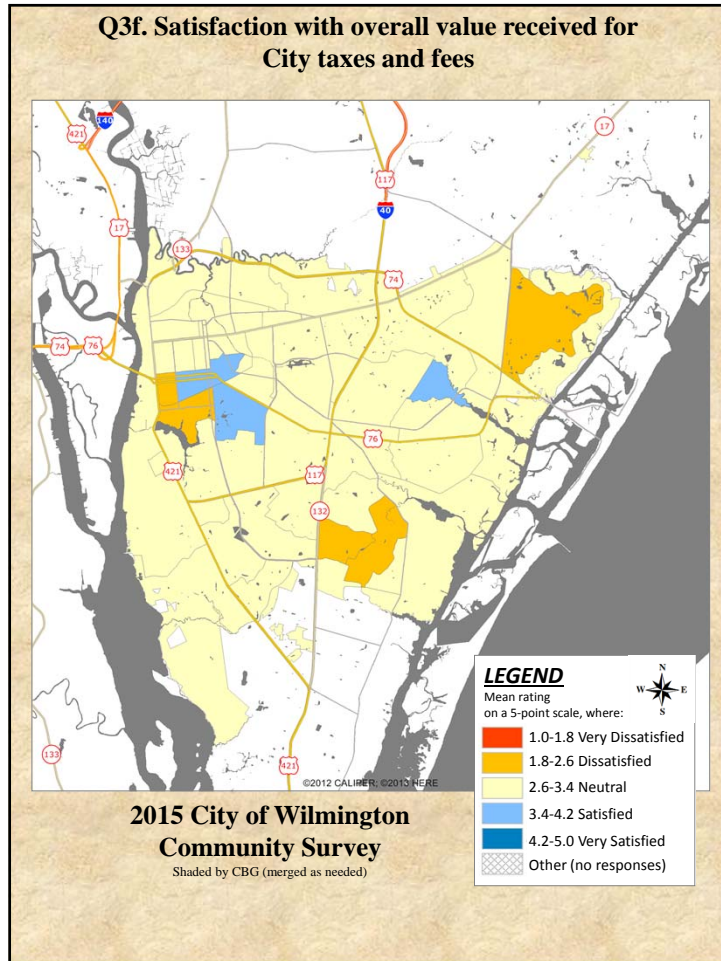 Q3f. Satisfaction with overall value received for
City taxes and fees
140
421
17
117
40
17
133
74
74
76
76
421
117
132
133
421
LEGEND
Mean rating
on a 5-point scale, where:
N
W E
S
1.0-1.8 Very Dissatisfied
1.8-2.6 Dissatisfied
2.6-3.4 Neutral
3.4-4.2 Satisfied
4.2-5.0 Very Satisfied
Other (no responses)
©2012 CALIPER; ©2013 HERE
2015 City of Wilmington
Community Survey
Shaded by CBG (merged as needed)